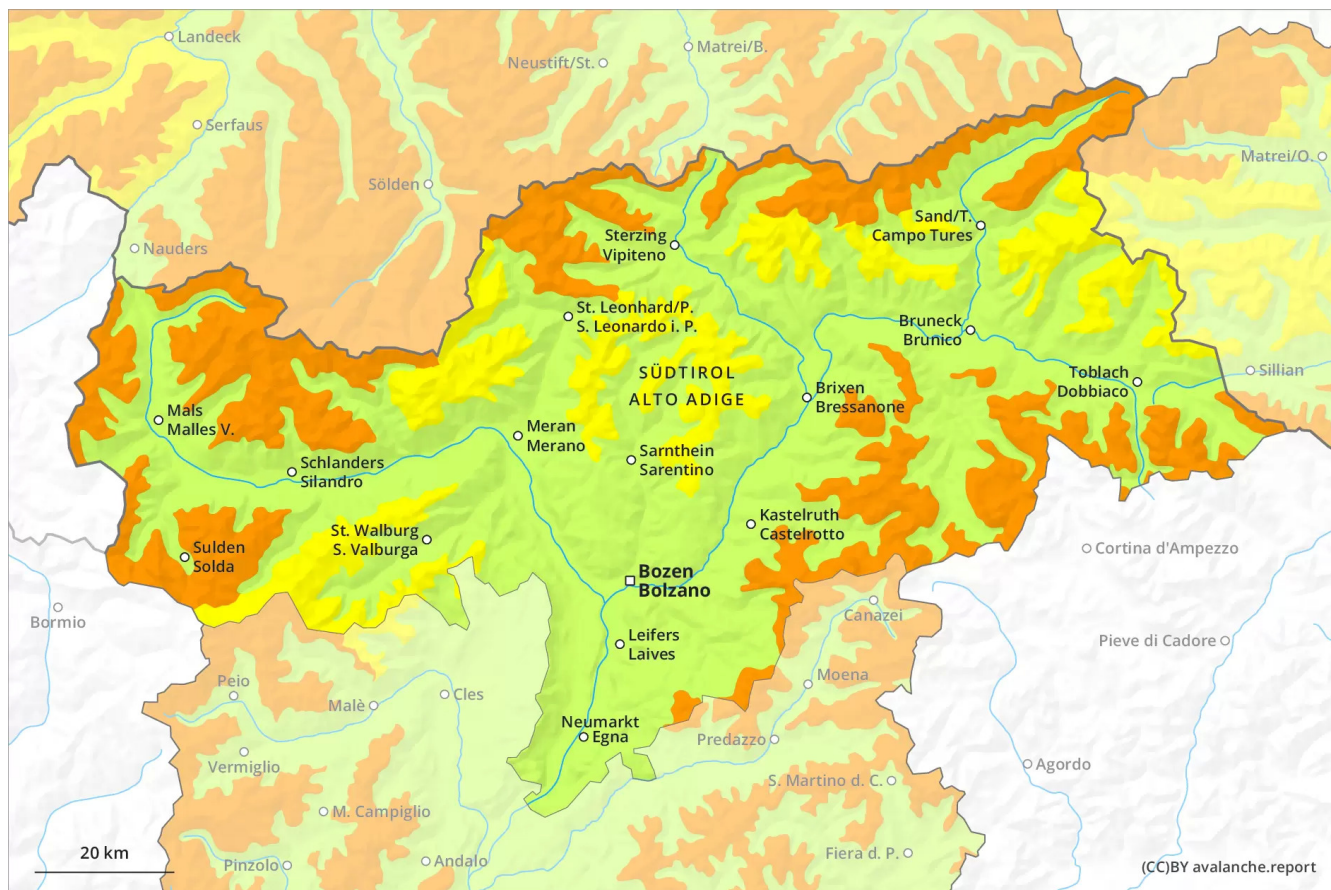 Landeck
Matrei/B.
Neustift/St.
Serfaus
Matrei/O.
Sölden
Sand/T.
Campo Tures
Sterzing
Vipiteno
Nauders
St. Leonhard/P.
S. Leonardo i. P.
Bruneck
Brunico
SÜDTIROL
ALTO ADIGE
Toblach
Dobbiaco
Sillian
Brixen
Bressanone
Mals
Malles V.
Meran
Merano
Sarnthein
Sarentino
Schlanders
Silandro
Kastelruth
Castelrotto
St. Walburg
S. Valburga
Sulden
Solda
Cortina d'Ampezzo
Bozen
Bolzano
Bormio
Canazei
Leifers
Laives
Pieve di Cadore
Peio
Moena
Malè
Cles
Neumarkt
Egna
Predazzo
Vermiglio
Agordo
S. Martino d. C.
M. Campiglio
20 km
Pinzolo
Andalo
Fiera d. P.
(CC)BY avalanche.report